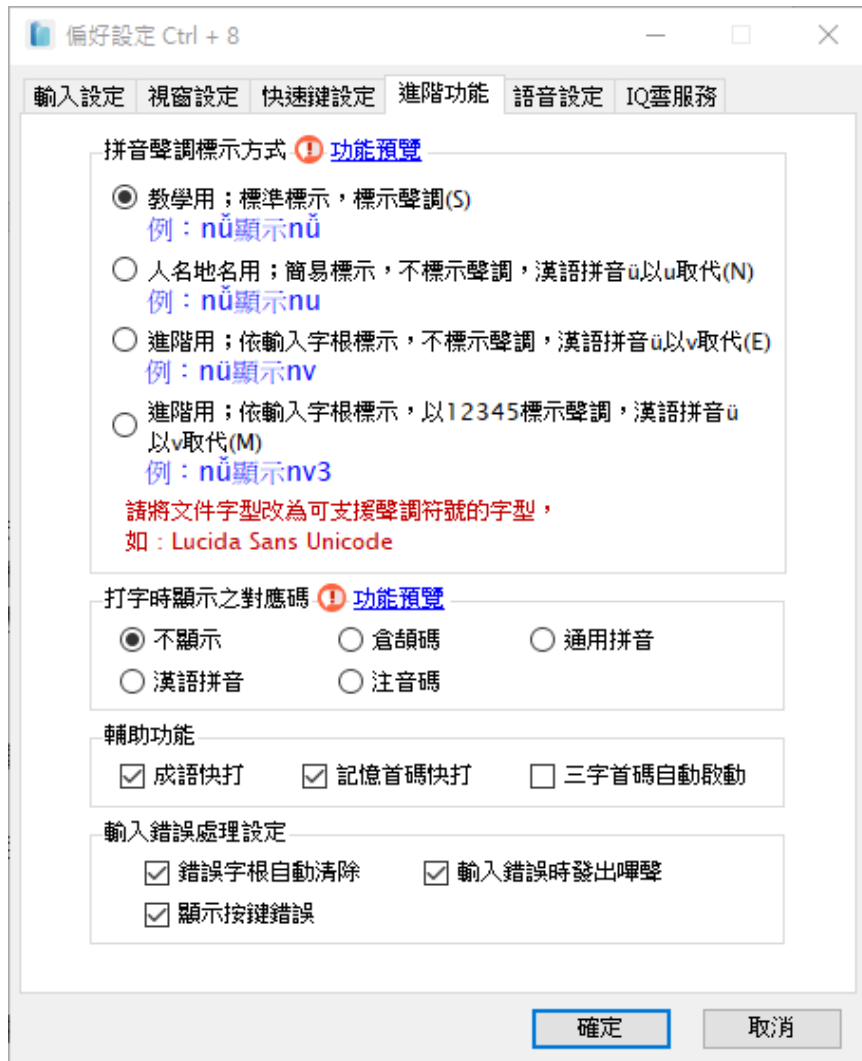 偏好設定 Ctrl + 8
輸入設定 視窗設定 快速鍵設定 進階功能 語音設定 IQ雲服務
拼音聲調標示方式 功能預覽
教學用；標準標示，標示聲調(S)
例：nǚ顯示nǚ
人名地名用；簡易標示，不標示聲調，漢語拼音ü以u取代(N)
例：nǚ顯示nu
進階用；依輸入字根標示，不標示聲調，漢語拼音ü以v取代(E)
例：nü顯示nv
進階用；依輸入字根標示，以12345標示聲調，漢語拼音ü
以v取代(M)
例：nǚ顯示nv3
請將文件字型改為可支援聲調符號的字型，
如：Lucida Sans Unicode
打字時顯示之對應碼 功能預覽
不顯示 倉頡碼 通用拼音
漢語拼音 注音碼
輔助功能
成語快打 記憶首碼快打 三字首碼自動啟動
輸入錯誤處理設定
錯誤字根自動清除 輸入錯誤時發出嗶聲
顯示按鍵錯誤
確定 取消